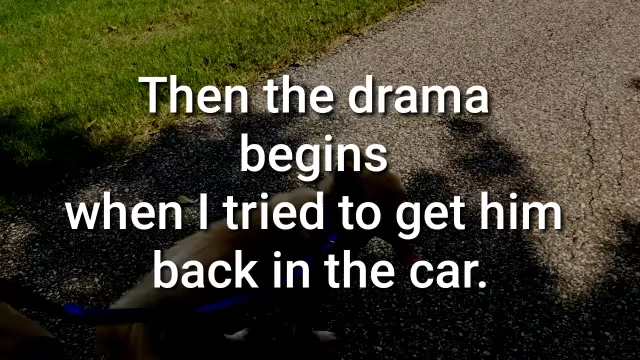 Then the drama
begins
when I tried to get him
back in the car.